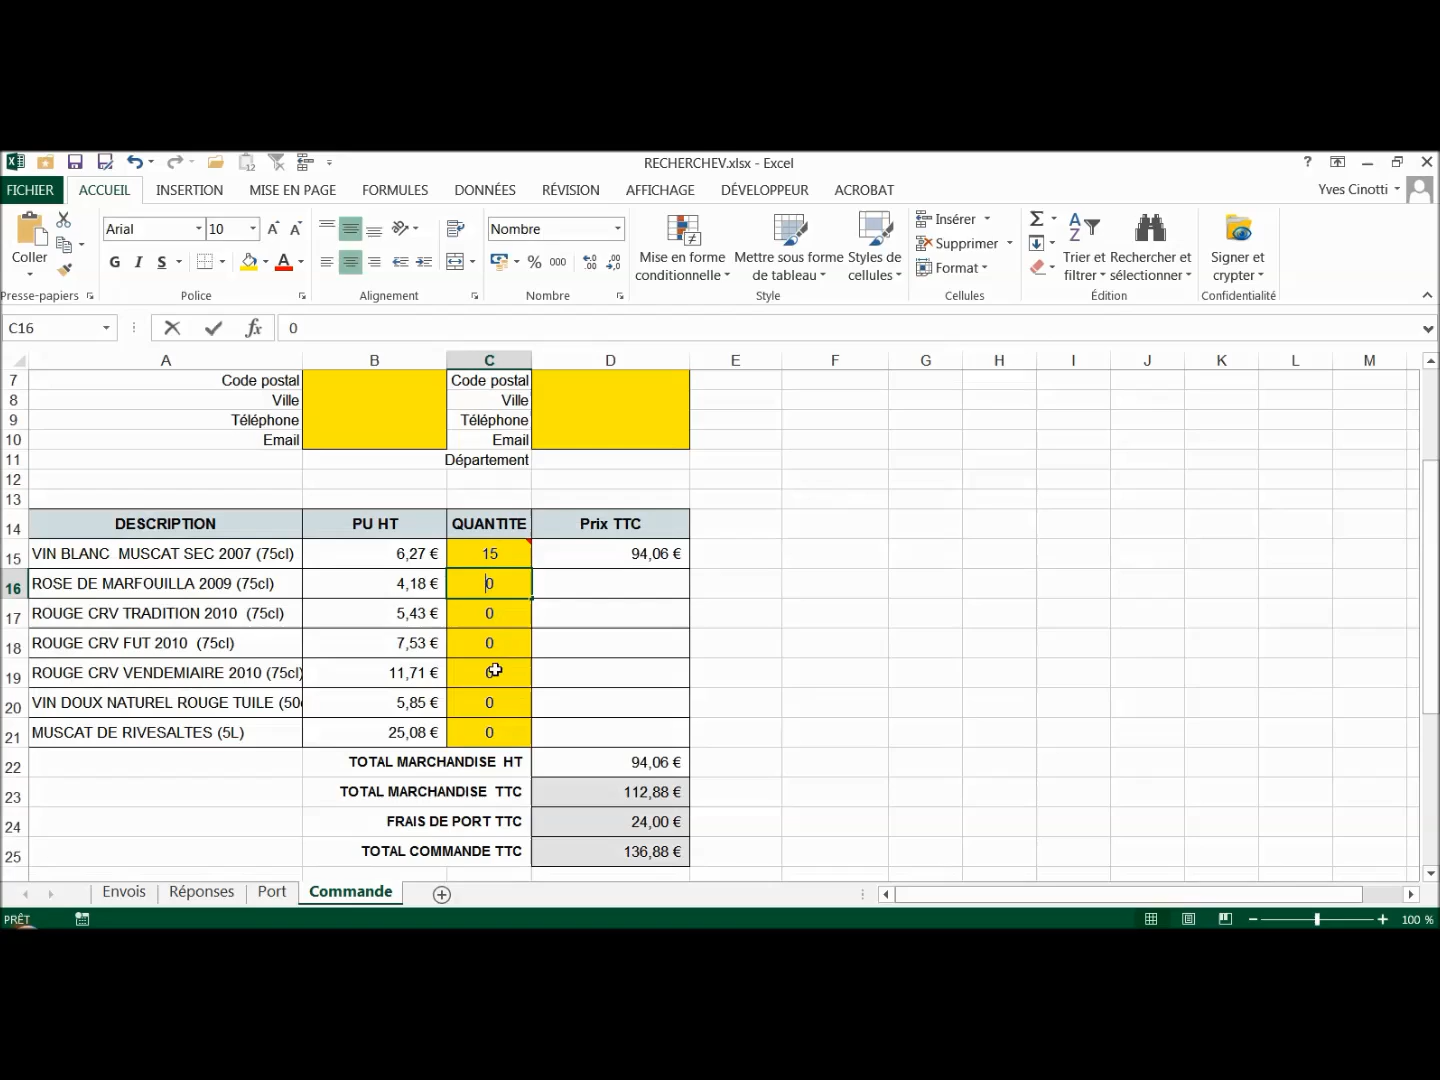 12
RECHERCHEV.xlsx - Excel
?
FICHIER ACCUEIL INSERTION MISE EN PAGE FORMULES DONNÉES RÉVISION AFFICHAGE DÉVELOPPEUR ACROBAT Yves Cinotti
Coller
Arial 10
G I S
Nombre
% 000
Mise en forme conditionnelle
Mettre sous forme de tableau
Styles de cellules
Insérer
Supprimer
Format
Trier et filtrer
Rechercher et sélectionner
Signer et crypter
Presse-papiers Police Alignement Nombre Style Cellules Édition Confidentialité
C16 fx 0
A B C D E F G H I J K L M
7 Code postal Code postal
8 Ville Ville
9 Téléphone Téléphone
10 Email Email
11 Département
12
13
14 DESCRIPTION PU HT QUANTITE Prix TTC
15 VIN BLANC  MUSCAT SEC 2007 (75cl) 6,27 € 15 94,06 €
16 ROSE DE MARFOUILLA 2009 (75cl) 4,18 € 0
17 ROUGE CRV TRADITION 2010  (75cl) 5,43 € 0
18 ROUGE CRV FUT 2010  (75cl) 7,53 € 0
19 ROUGE CRV VENDEMIAIRE 2010 (75cl) 11,71 €
20 VIN DOUX NATUREL ROUGE TUILE (50c 5,85 € 0
21 MUSCAT DE RIVESALTES (5L) 25,08 € 0
22 TOTAL MARCHANDISE  HT 94,06 €
23 TOTAL MARCHANDISE  TTC 112,88 €
24 FRAIS DE PORT TTC 24,00 €
25 TOTAL COMMANDE TTC 136,88 €
Envois Réponses Port Commande
PRÊT 100 %